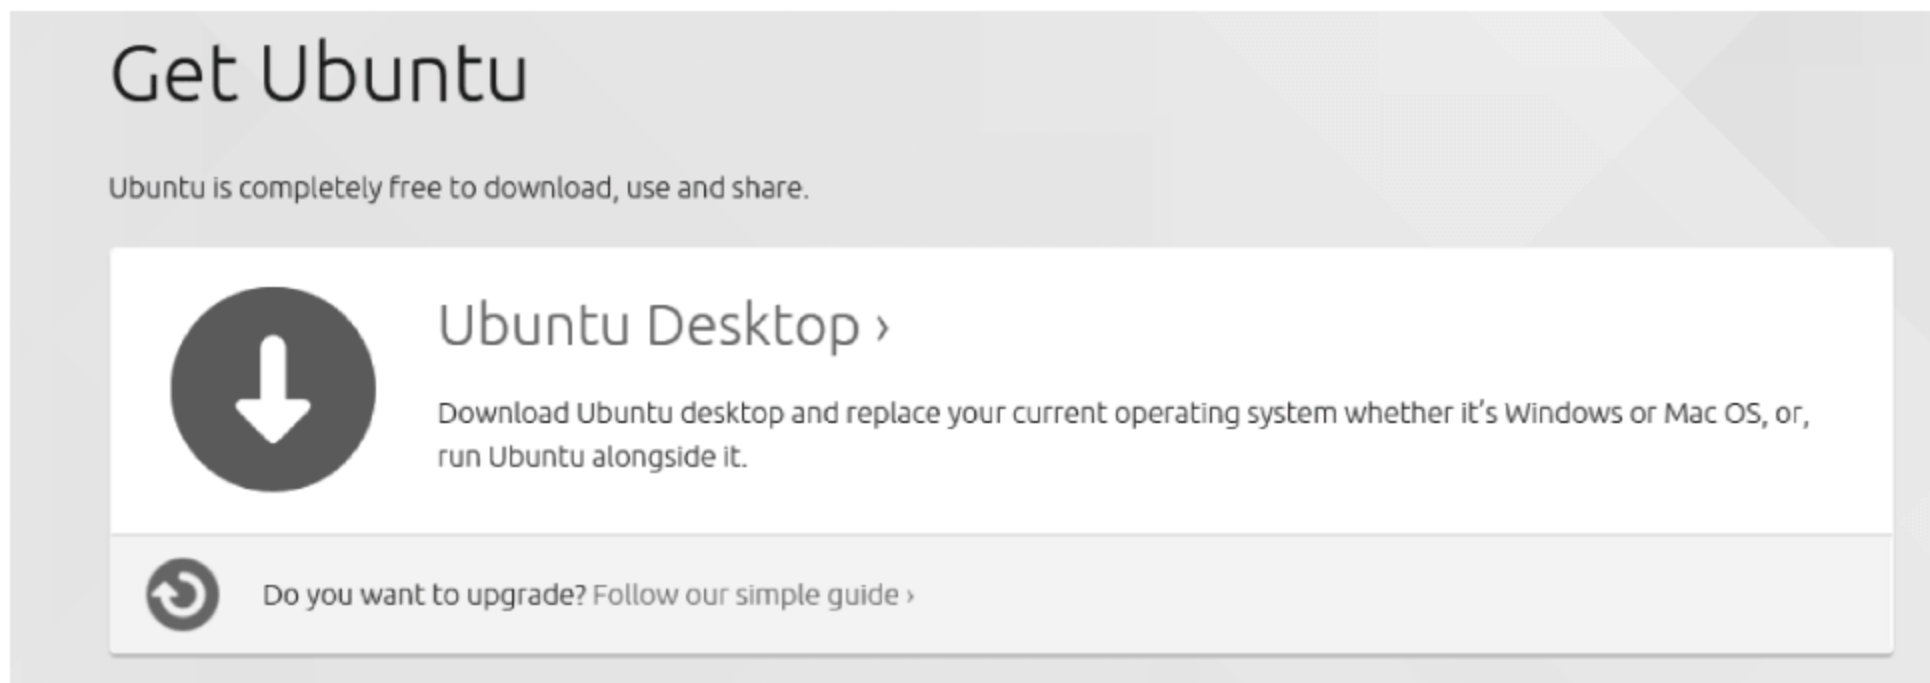 Get Ubuntu
Ubuntu is completely free to download, use and share.
Ubuntu Desktop ›
Download Ubuntu desktop and replace your current operating system whether it’s Windows or Mac OS, or,
run Ubuntu alongside it.
Do you want to upgrade? Follow our simple guide ›